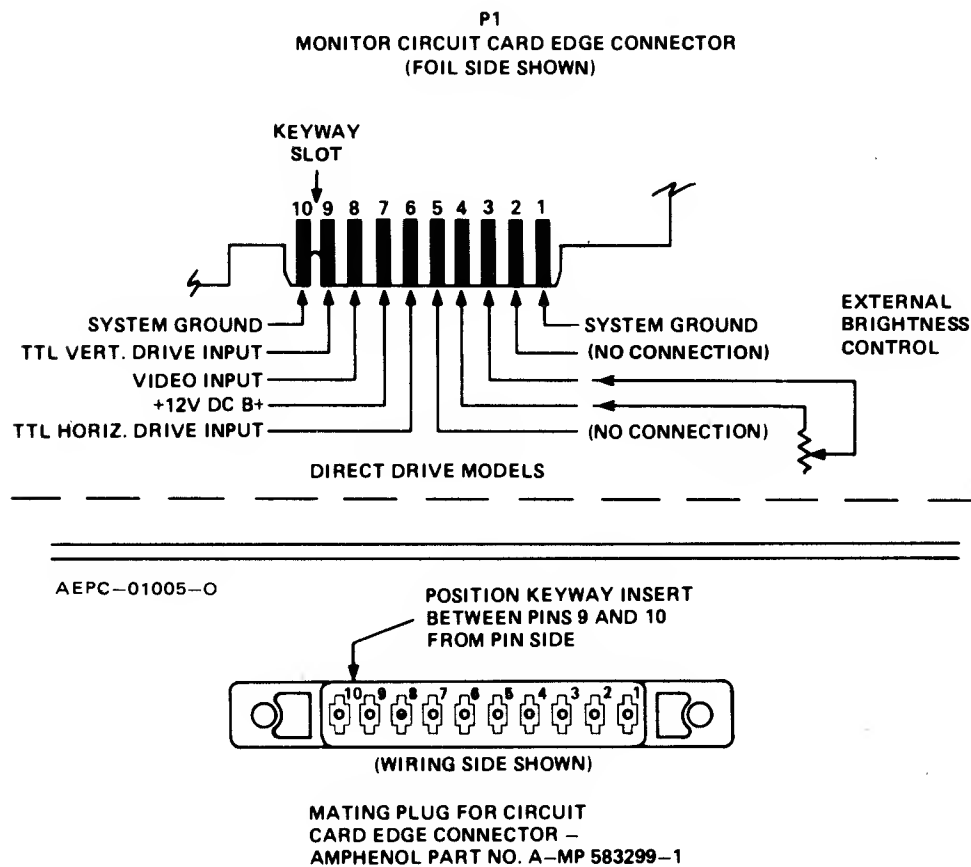 P1
MONITOR CIRCUIT CARD EDGE CONNECTOR
(FOIL SIDE SHOWN)
KEYWAY
SLOT
10 9 8 7 6 5 4 3 2 1
SYSTEM GROUND
TTL VERT. DRIVE INPUT
VIDEO INPUT
+12V DC B+
TTL HORIZ. DRIVE INPUT
SYSTEM GROUND
(NO CONNECTION)
(NO CONNECTION)
EXTERNAL
BRIGHTNESS
CONTROL
DIRECT DRIVE MODELS
AEPC–01005–O
POSITION KEYWAY INSERT
BETWEEN PINS 9 AND 10
FROM PIN SIDE
10 9 8 7 6 5 4 3 2 1
(WIRING SIDE SHOWN)
MATING PLUG FOR CIRCUIT
CARD EDGE CONNECTOR –
AMPHENOL PART NO. A–MP 583299–1